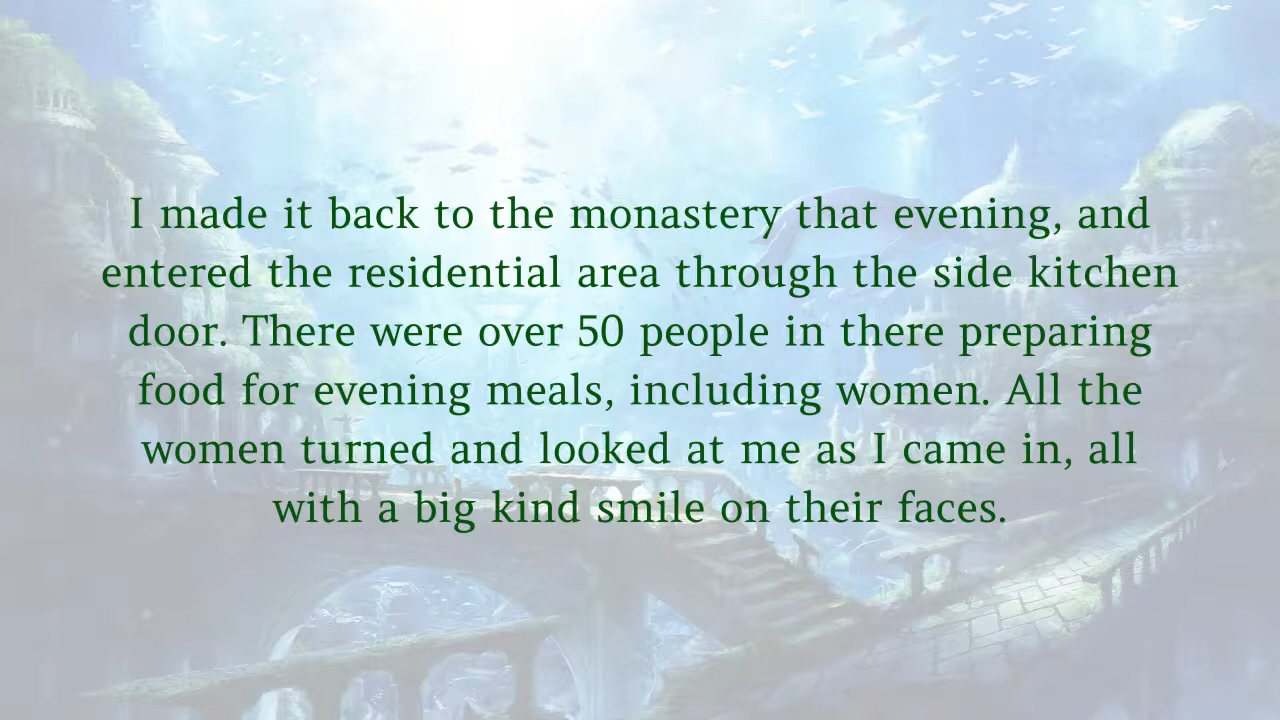 I made it back to the monastery that evening, and
entered the residential area through the side kitchen
door. There were over 50 people in there preparing
food for evening meals, including women. All the
women turned and looked at me as I came in, all
with a big kind smile on their faces.